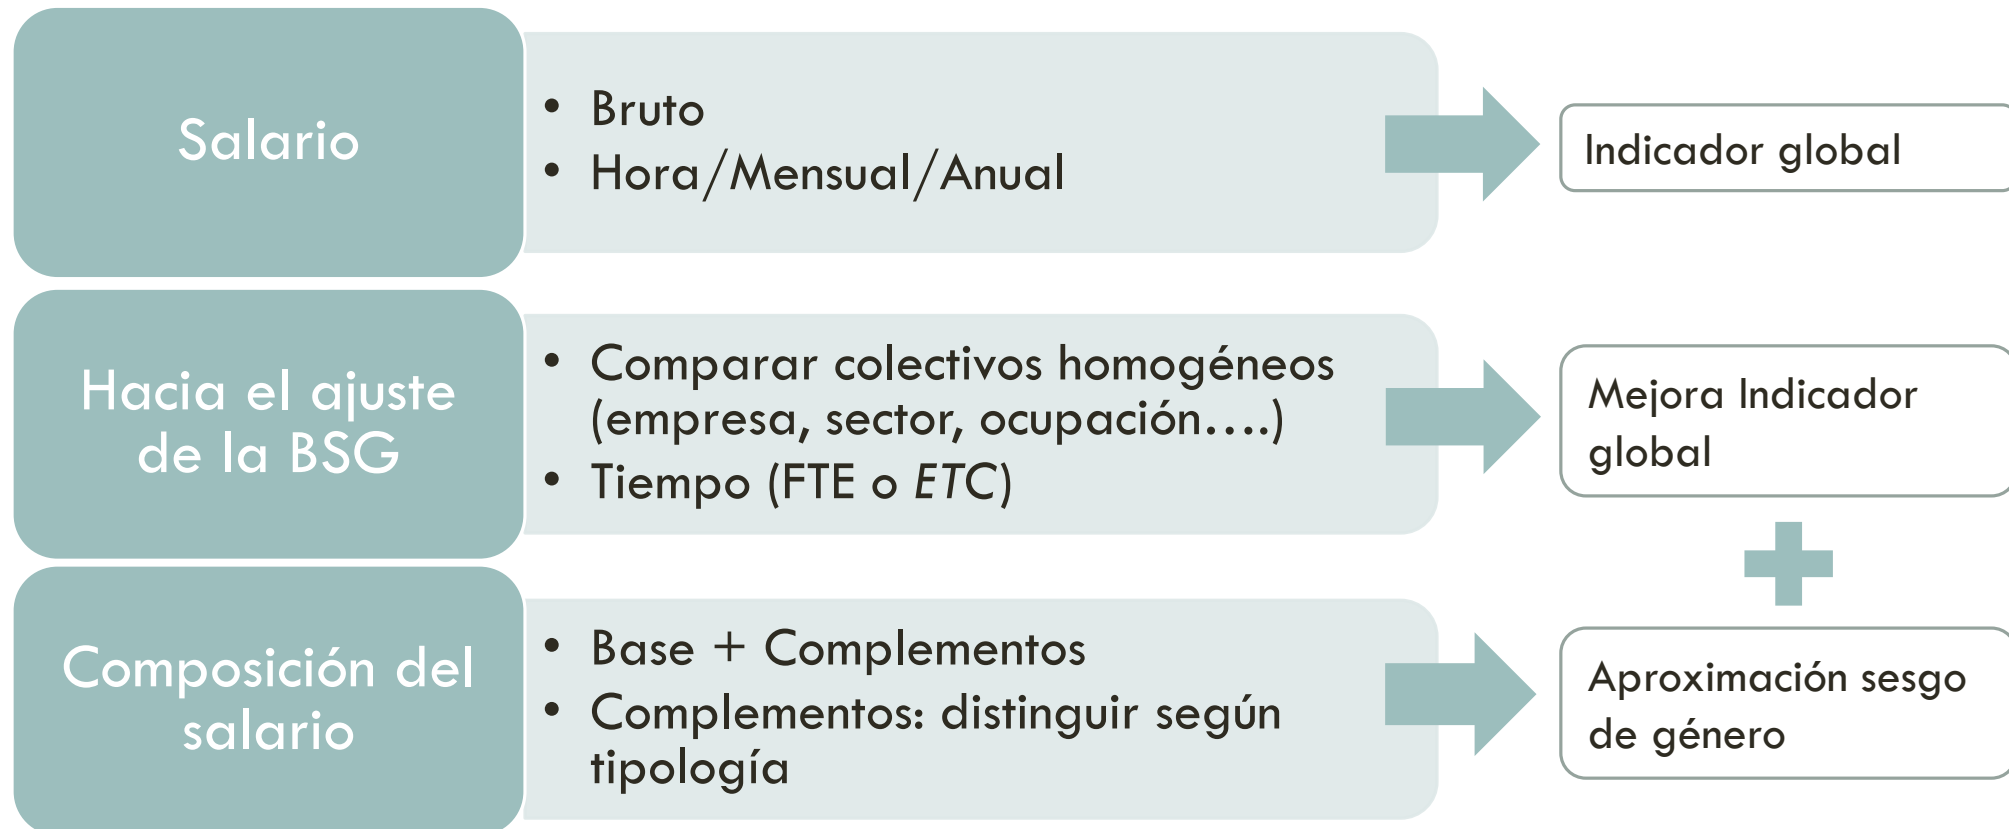 Salario
• Bruto
• Hora/Mensual/Anual
Indicador global
Hacia el ajuste
de la BSG
• Comparar colectivos homogéneos
(empresa, sector, ocupación....)
• Tiempo (FTE o ETC)
Mejora Indicador
global
Composición del
salario
• Base + Complementos
• Complementos: distinguir según
tipología
Aproximación sesgo
de género